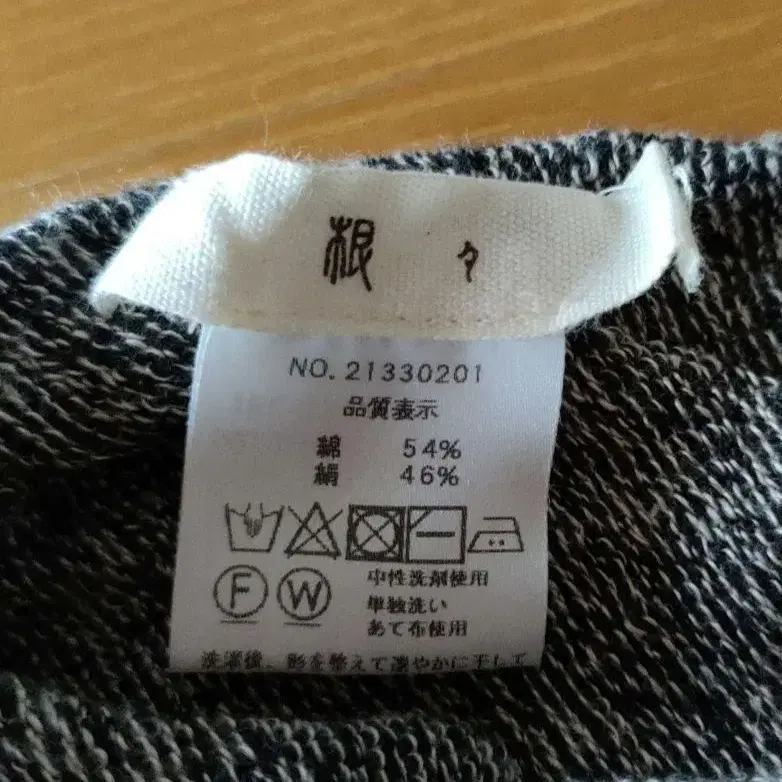 根々
NO. 21330201
品質表示
綿 54%
絹 46%
F W
中性洗剤使用
単独洗い
あて布使用
洗濯後、形を整えて速やかに干して